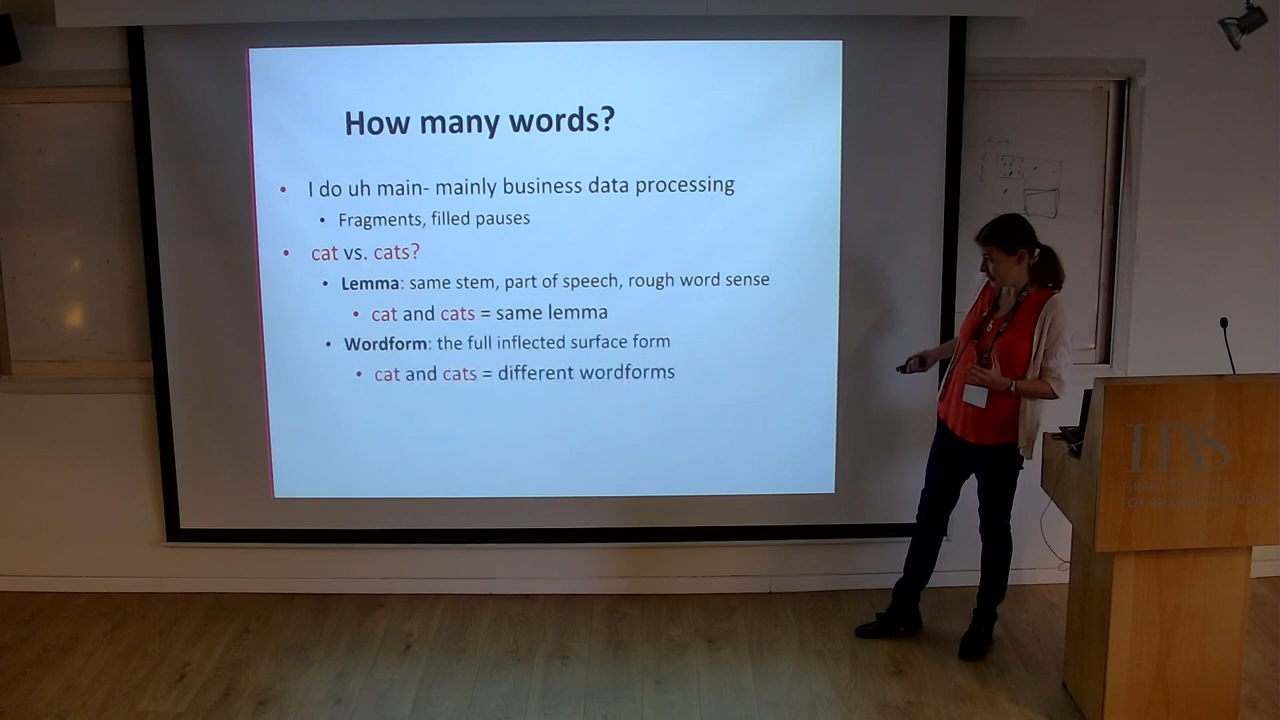 How many words?
• I do uh main- mainly business data processing
• Fragments, filled pauses
• cat vs. cats?
• Lemma: same stem, part of speech, rough word sense
• cat and cats = same lemma
• Wordform: the full inflected surface form
• cat and cats = different wordforms
IIAS